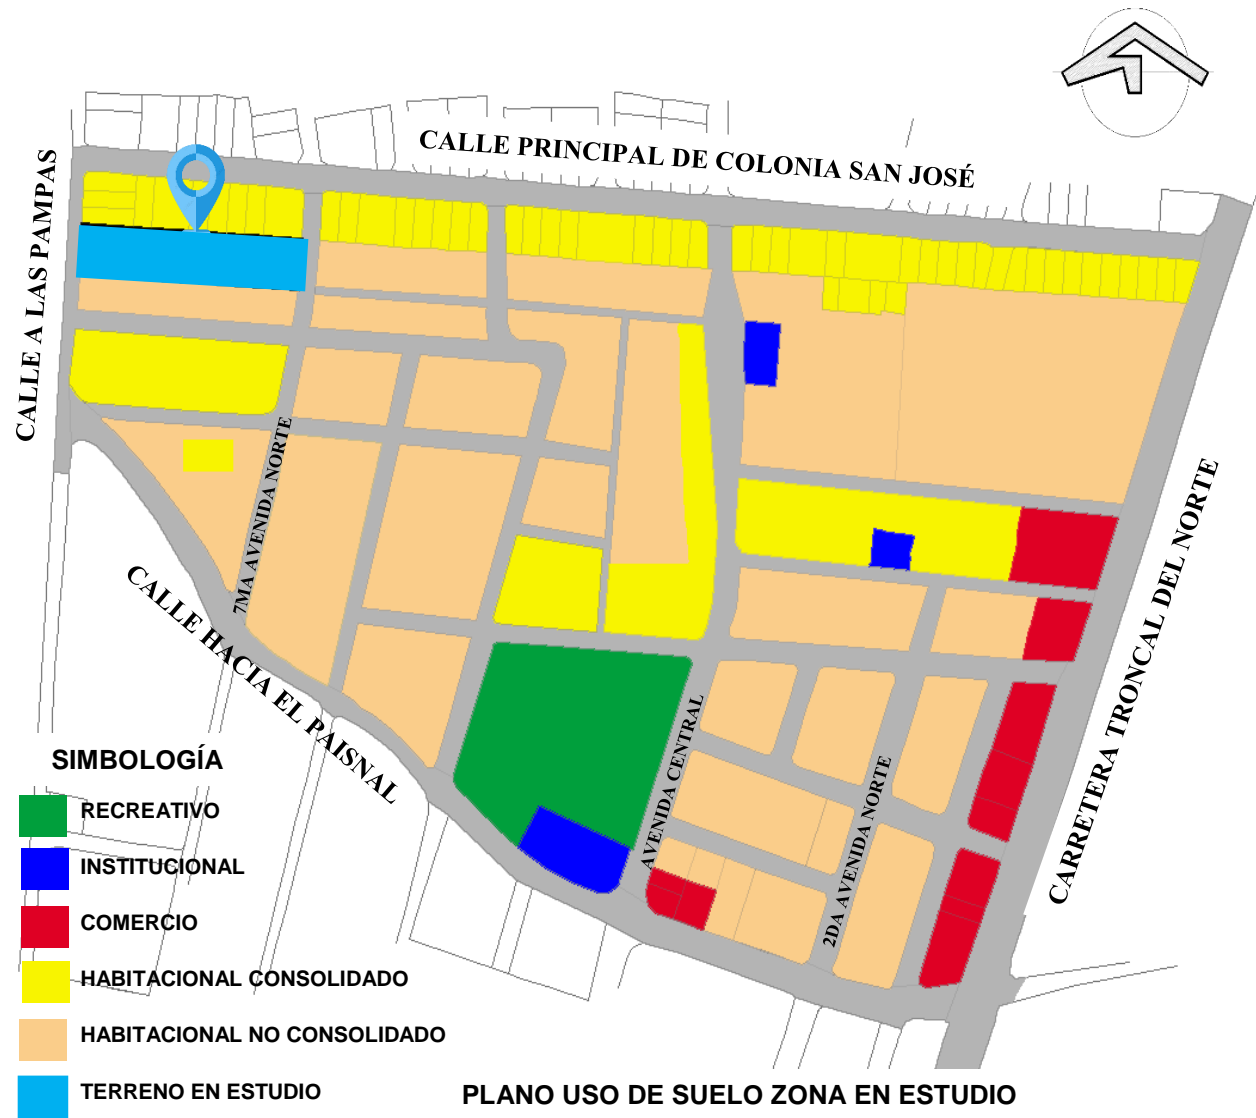 CALLE PRINCIPAL DE COLONIA SAN JOSÉ
CALLE A LAS PAMPAS
7MA AVENIDA NORTE
CALLE HACIA EL PAISNAL
AVENIDA CENTRAL
2DA AVENIDA NORTE
CARRETERA TRONCAL DEL NORTE
SIMBOLOGÍA
RECREATIVO
INSTITUCIONAL
COMERCIO
HABITACIONAL CONSOLIDADO
HABITACIONAL NO CONSOLIDADO
TERRENO EN ESTUDIO
PLANO USO DE SUELO ZONA EN ESTUDIO